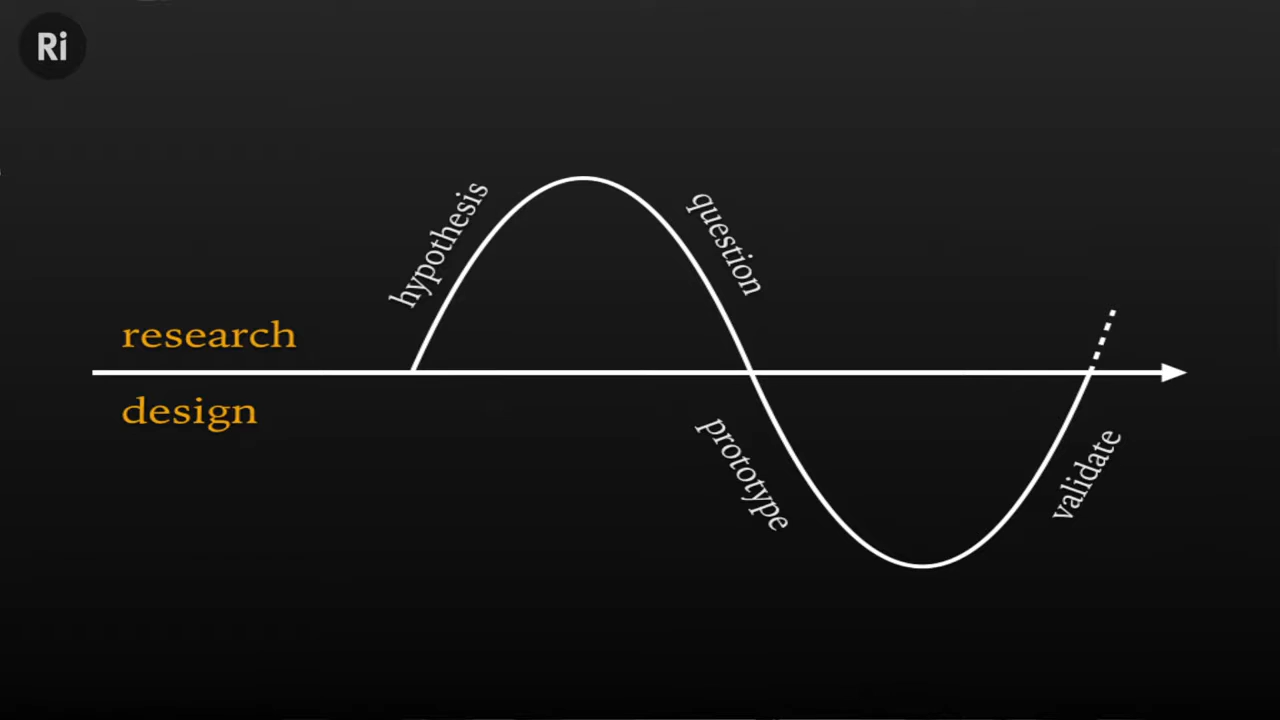 Ri
hypothesis
question
research
design
prototype
validate